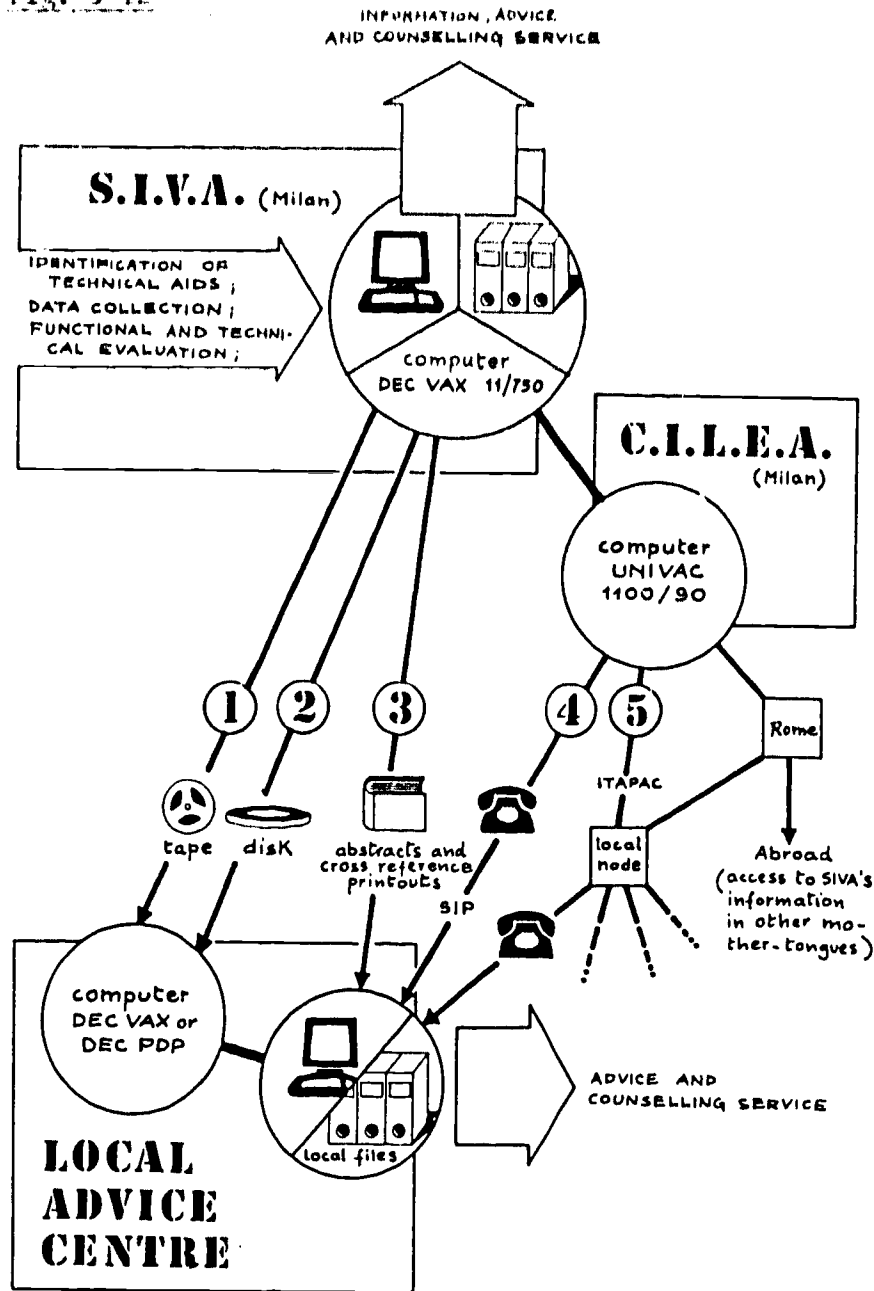 INFORMATION, ADVICE
AND COUNSELLING SERVICE
S.I.V.A. (Milan)
IDENTIFICATION OF
TECHNICAL AIDS;
DATA COLLECTION;
FUNCTIONAL AND TECHNI-
CAL EVALUATION;
computer
DEC VAX 11/750
C.I.L.E.A.
(Milan)
computer
UNIVAC
1100/90
1
2
3
4
5
Rome
ITAPAC
tape
disk
abstracts and
cross reference
printouts
SIP
local
node
Abroad
(access to SIVA's
information
in other mo-
ther-tongues)
computer
DEC VAX or
DEC PDP
local files
ADVICE AND
COUNSELLING SERVICE
LOCAL
ADVICE
CENTRE